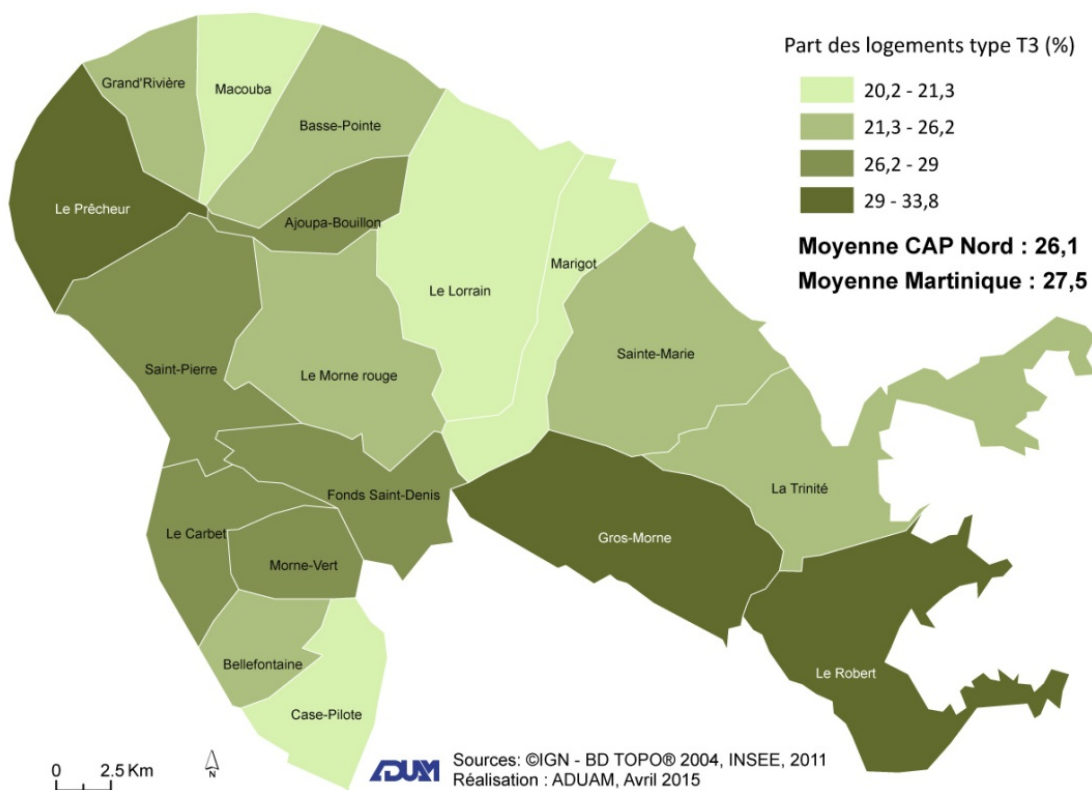 Part des logements type T3 (%)
20,2 - 21,3
21,3 - 26,2
26,2 - 29
29 - 33,8
Moyenne CAP Nord : 26,1
Moyenne Martinique : 27,5
Grand'Rivière
Macouba
Basse-Pointe
Le Prêcheur
Ajoupa-Bouillon
Le Lorrain
Marigot
Saint-Pierre
Le Morne rouge
Sainte-Marie
Fonds Saint-Denis
La Trinité
Le Carbet
Gros-Morne
Morne-Vert
Bellefontaine
Le Robert
Case-Pilote
0 2.5 Km
N
ADUAM
Sources: ©IGN - BD TOPO® 2004, INSEE, 2011
Réalisation : ADUAM, Avril 2015